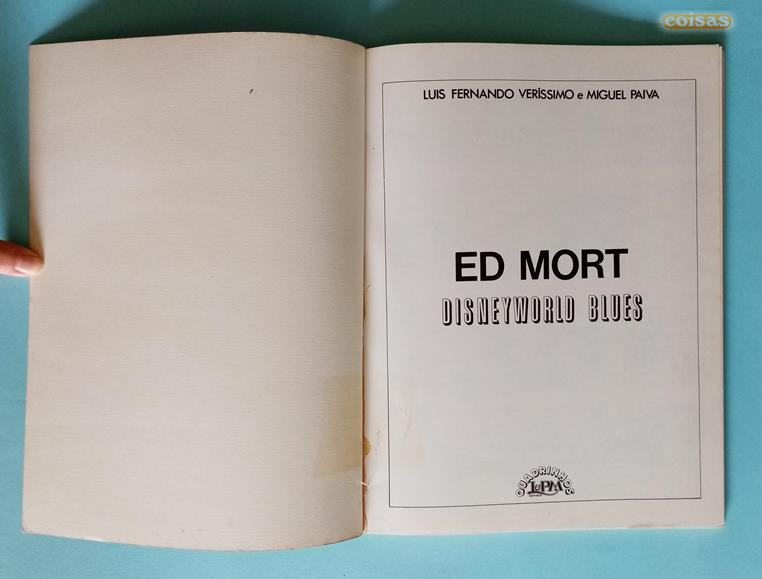 coisas
LUIS FERNANDO VERÍSSIMO e MIGUEL PAIVA
ED MORT
DISNEYWORLD BLUES
QUADRINHOS
L&PM